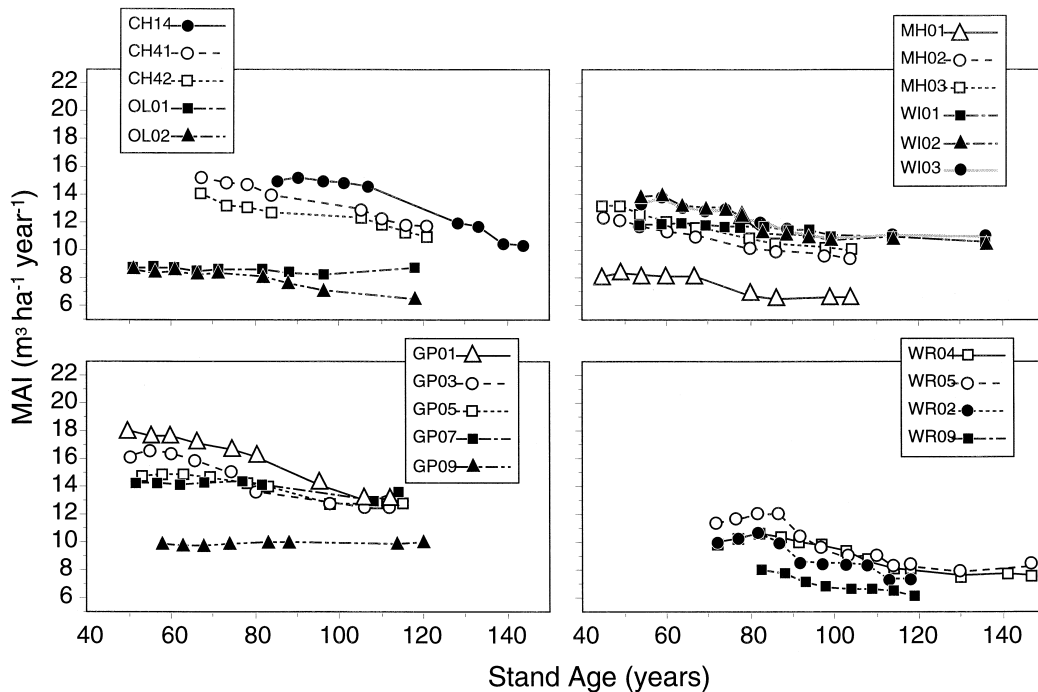 CH14
CH41
CH42
OL01
OL02
MH01
MH02
MH03
WI01
WI02
WI03
22
20
18
16
14
12
10
8
6
GP01
GP03
GP05
GP07
GP09
WR04
WR05
WR02
WR09
22
20
18
16
14
12
10
8
6
MAI (m³ ha⁻¹ year⁻¹)
40 60 80 100 120 40 60 80 100 120 140
Stand Age (years)